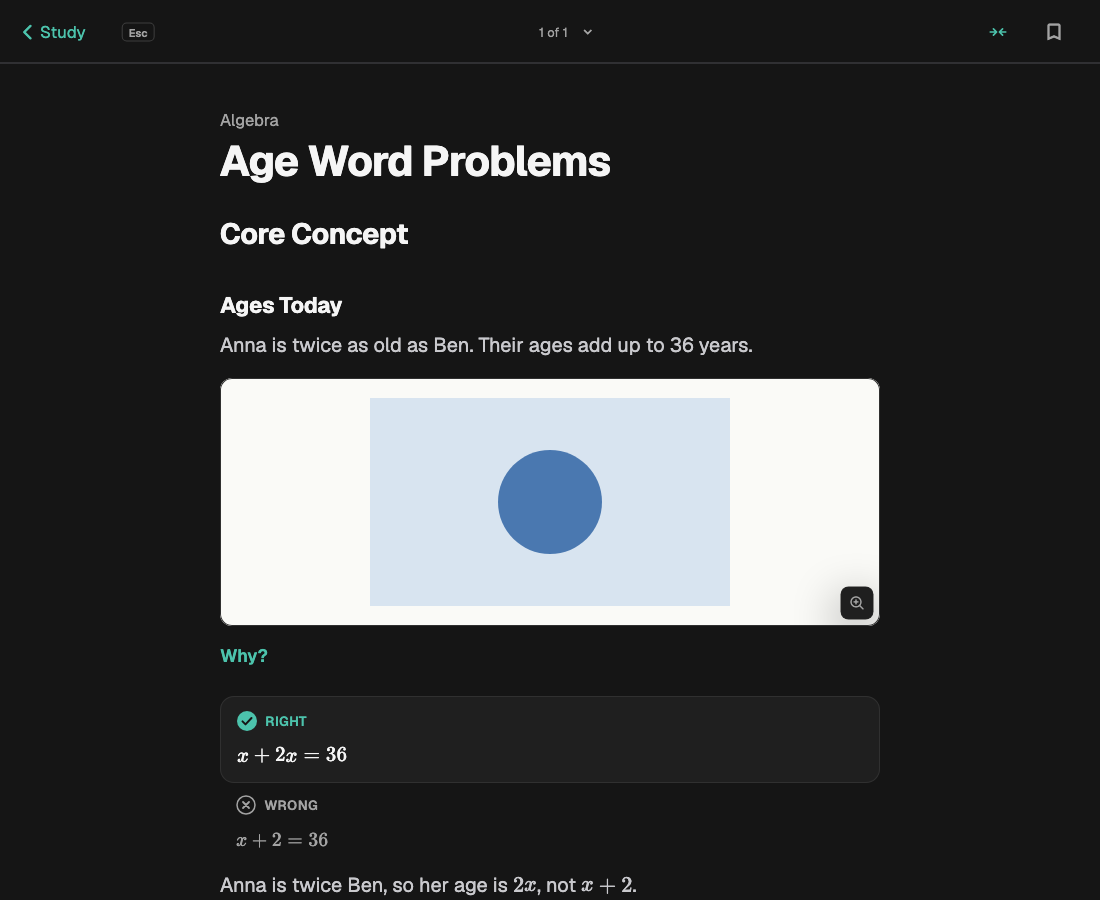 Study
Esc
1 of 1
Algebra
Age Word Problems
Core Concept
Ages Today
Anna is twice as old as Ben. Their ages add up to 36 years.
Why?
RIGHT
x + 2x = 36
WRONG
x + 2 = 36
Anna is twice Ben, so her age is 2x, not x + 2.